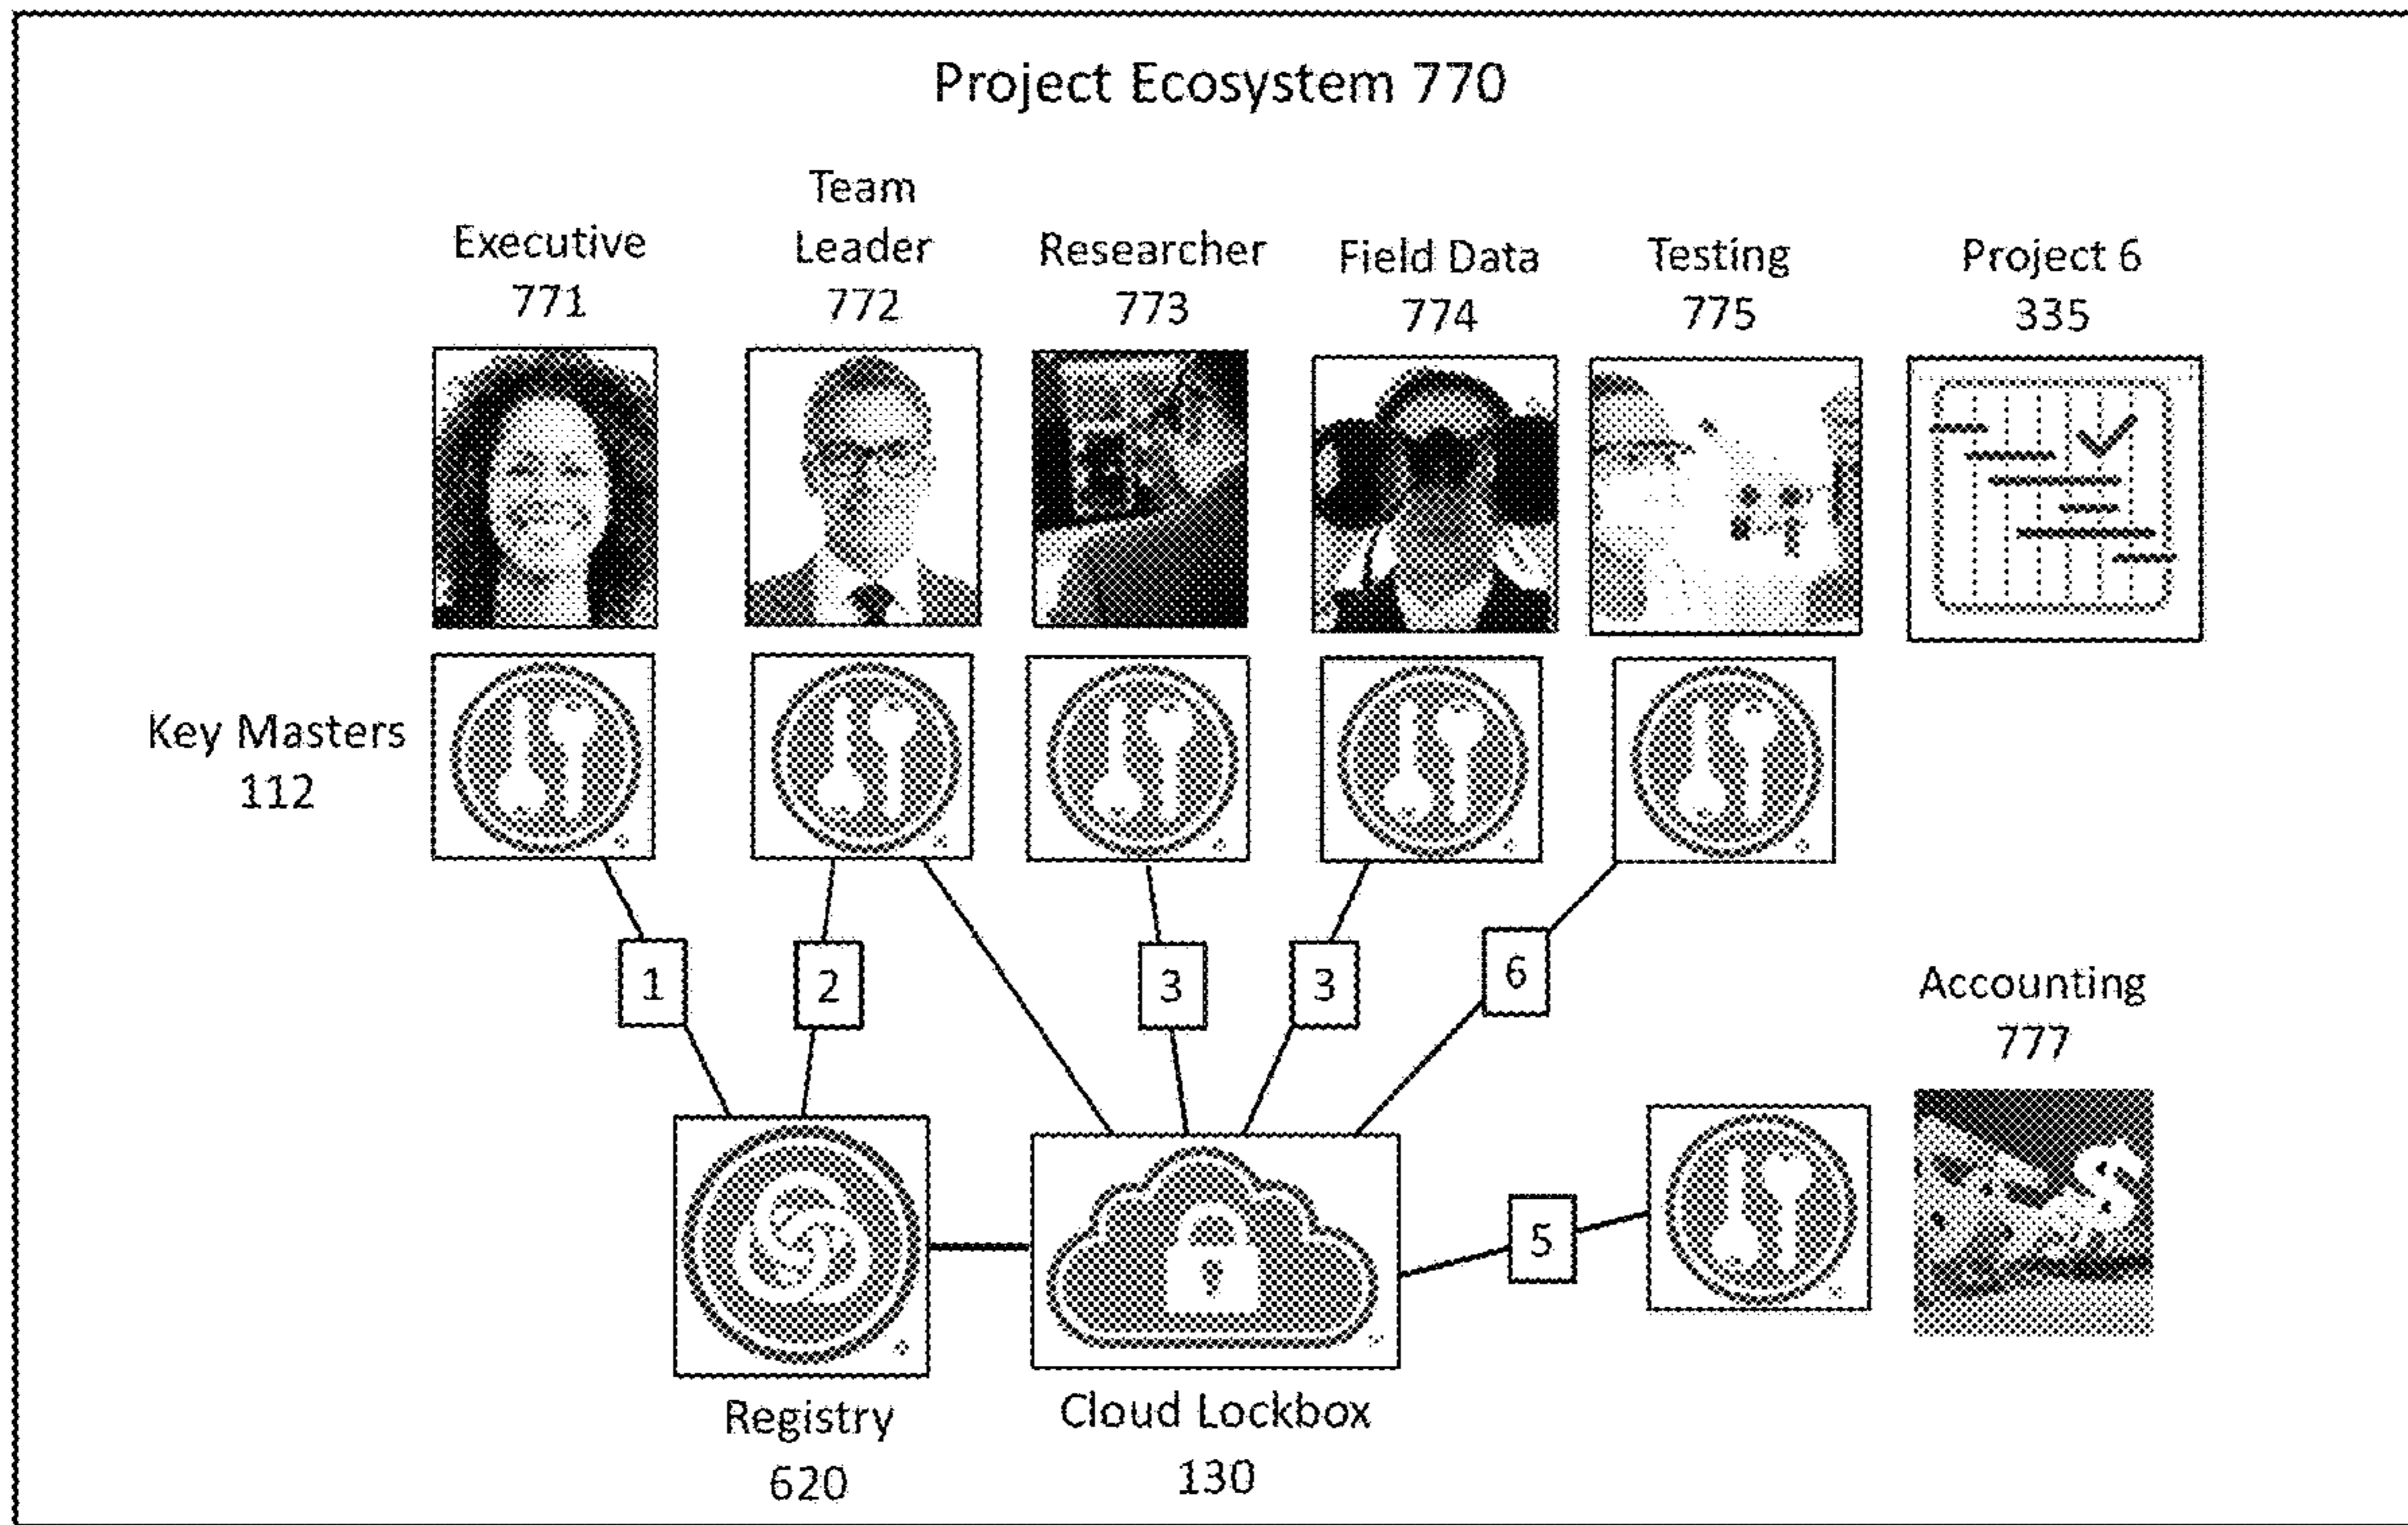 Project Ecosystem 770
Executive
771
Team
Leader
772
Researcher
773
Field Data
774
Testing
775
Project 6
335
Key Masters
112
1
2
3
3
6
5
Accounting
777
Registry
620
Cloud Lockbox
130